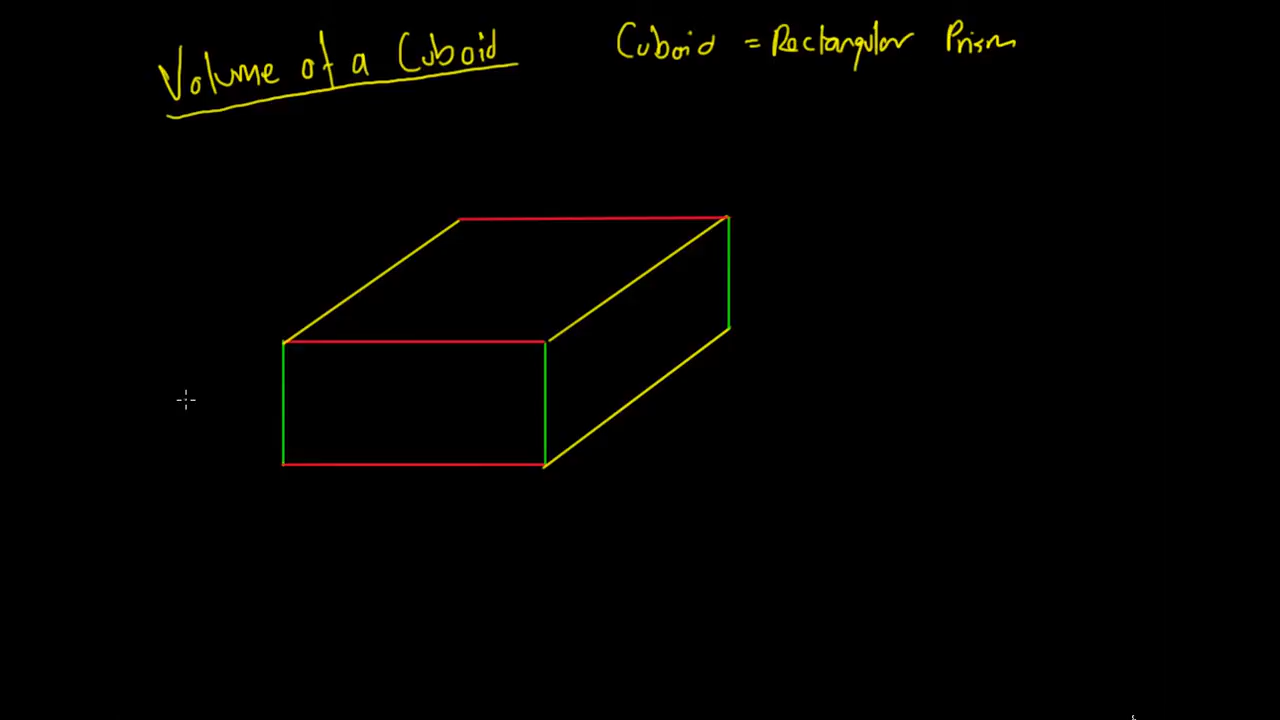 Volume of a Cuboid
Cuboid = Rectangular Prism